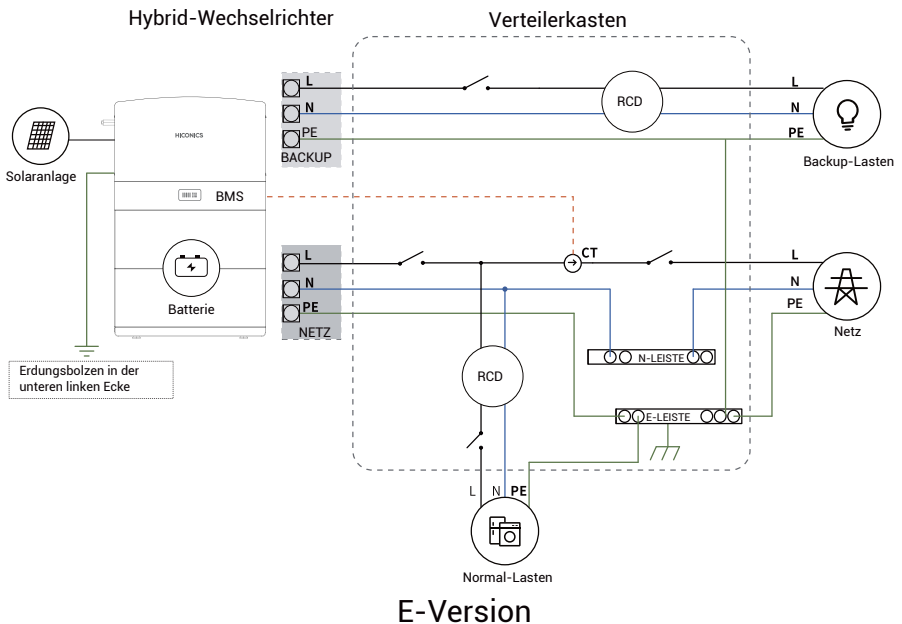 Hybrid-Wechselrichter
Verteilerkasten
L
N
PE
BACKUP
RCD
L
N
PE
Backup-Lasten
HICONICS
Solaranlage
BMS
CT
L
N
PE
NETZ
L
N
PE
Netz
Batterie
N-LEISTE
Erdungsbolzen in der
unteren linken Ecke
RCD
E-LEISTE
L
N
PE
Normal-Lasten
E-Version